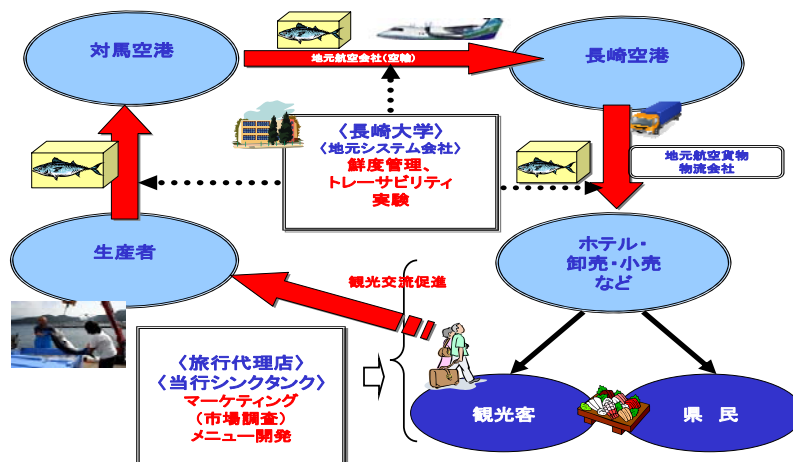 対馬空港
地元航空会社(空輸)
長崎空港
〈長崎大学〉
〈地元システム会社〉
鮮度管理、
トレーサビリティ
実験
地元航空貨物
物流会社
生産者
ホテル・
卸売・小売
など
観光交流促進
〈旅行代理店〉
〈当行シンクタンク〉
マーケティング
(市場調査)
メニュー開発
観光客
県 民